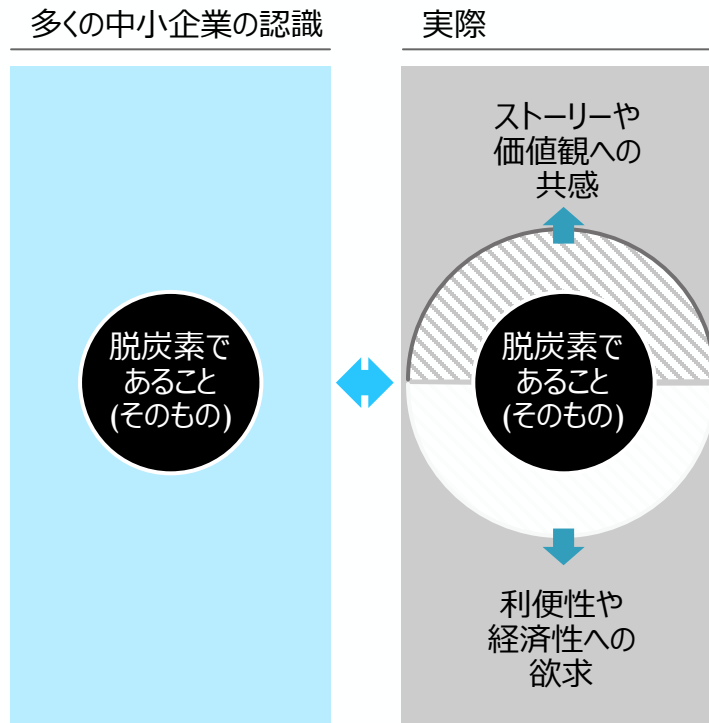 多くの中小企業の認識
実際
ストーリーや
価値観への
共感
脱炭素で
あること
(そのもの)
脱炭素で
あること
(そのもの)
利便性や
経済性への
欲求